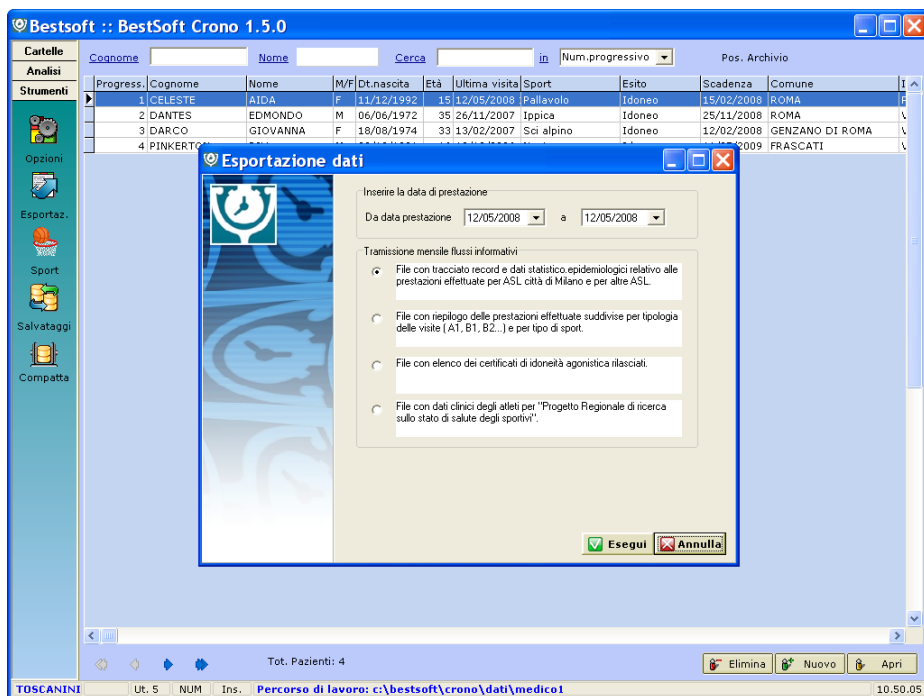 Bestsoft :: BestSoft Crono 1.5.0
Cartelle
Analisi
Strumenti
Opzioni
Esportaz.
Sport
Salvataggi
Compatta
Cognome Nome Cerca in Num.progressivo Pos. Archivio
Progress. Cognome Nome M/F Dt.nascita Età Ultima visita Sport Esito Scadenza Comune
1 CELESTE AIDA F 11/12/1992 15 12/05/2008 Pallavolo Idoneo 15/02/2008 ROMA
2 DANTES EDMONDO M 06/06/1972 35 26/11/2007 Ippica Idoneo 25/11/2008 ROMA
3 DARCO GIOVANNA F 18/08/1974 33 13/02/2007 Sci alpino Idoneo 12/02/2008 GENZANO DI ROMA
4 PINKERTON FRASCATI
Esportazione dati
Inserire la data di prestazione
Da data prestazione 12/05/2008 a 12/05/2008
Tramissione mensile flussi informativi
File con tracciato record e dati statistico.epidemiologici relativo alle
prestazioni effettuate per ASL città di Milano e per altre ASL.
File con riepilogo delle prestazioni effettuate suddivise per tipologia
delle visite ( A1, B1, B2...) e per tipo di sport.
File con elenco dei certificati di idoneità agonistica rilasciati.
File con dati clinici degli atleti per "Progetto Regionale di ricerca
sullo stato di salute degli sportivi".
Esegui Annulla
Tot. Pazienti: 4
Elimina Nuovo Apri
TOSCANINI Ut. 5 NUM Ins. Percorso di lavoro: c:\bestsoft\crono\dati\medico1 10.50.05